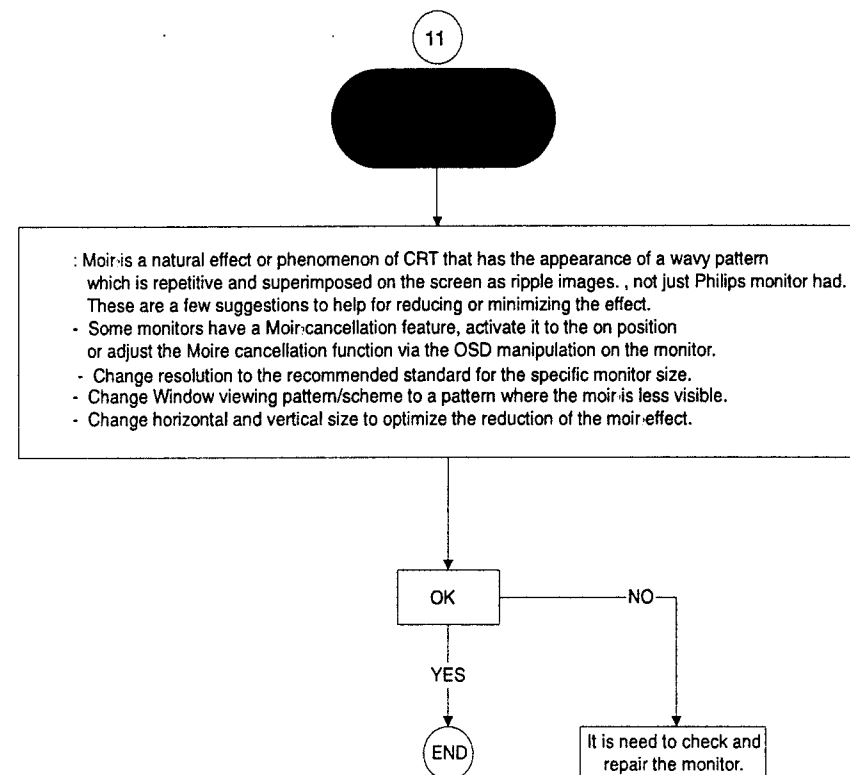 11
: Moir is a natural effect or phenomenon of CRT that has the appearance of a wavy pattern
which is repetitive and superimposed on the screen as ripple images. , not just Philips monitor had.
These are a few suggestions to help for reducing or minimizing the effect.
- Some monitors have a Moir cancellation feature, activate it to the on position
or adjust the Moire cancellation function via the OSD manipulation on the monitor.
- Change resolution to the recommended standard for the specific monitor size.
- Change Window viewing pattern/scheme to a pattern where the moir is less visible.
- Change horizontal and vertical size to optimize the reduction of the moir effect.
OK
NO
YES
END
It is need to check and
repair the monitor.